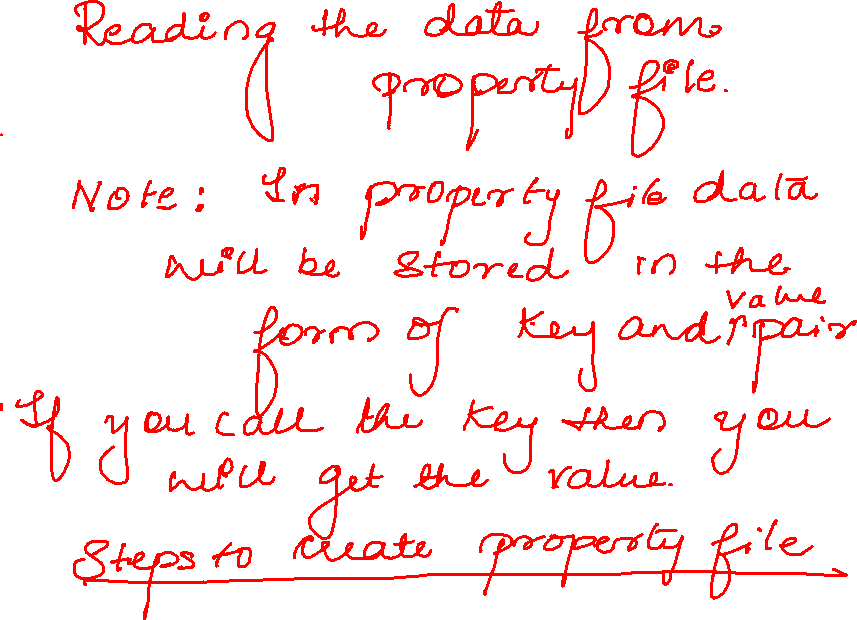 Reading the data from
property file.
Note: In property file data
will be stored in the
form of key and value pair
If you call the key then you
will get the value.
Steps to create property file